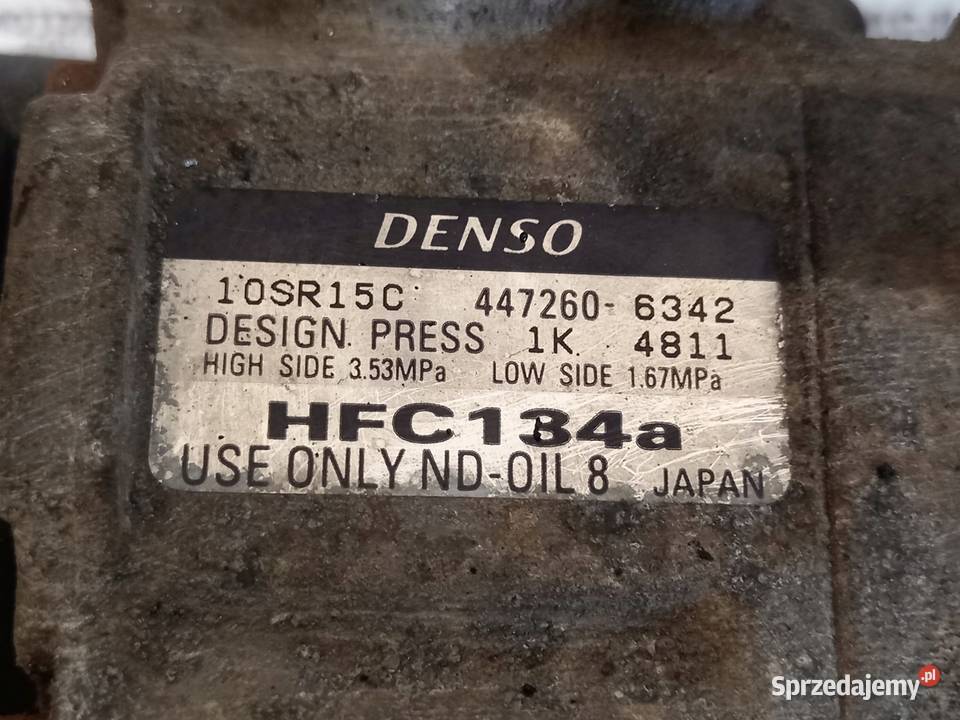 DENSO
10SR15C 447260-6342
DESIGN. PRESS 1K 4811
HIGH SIDE 3.53MPa LOW SIDE 1.67MPa
HFC134a
USE ONLY ND-OIL 8 JAPAN
Sprzedajemy.pl